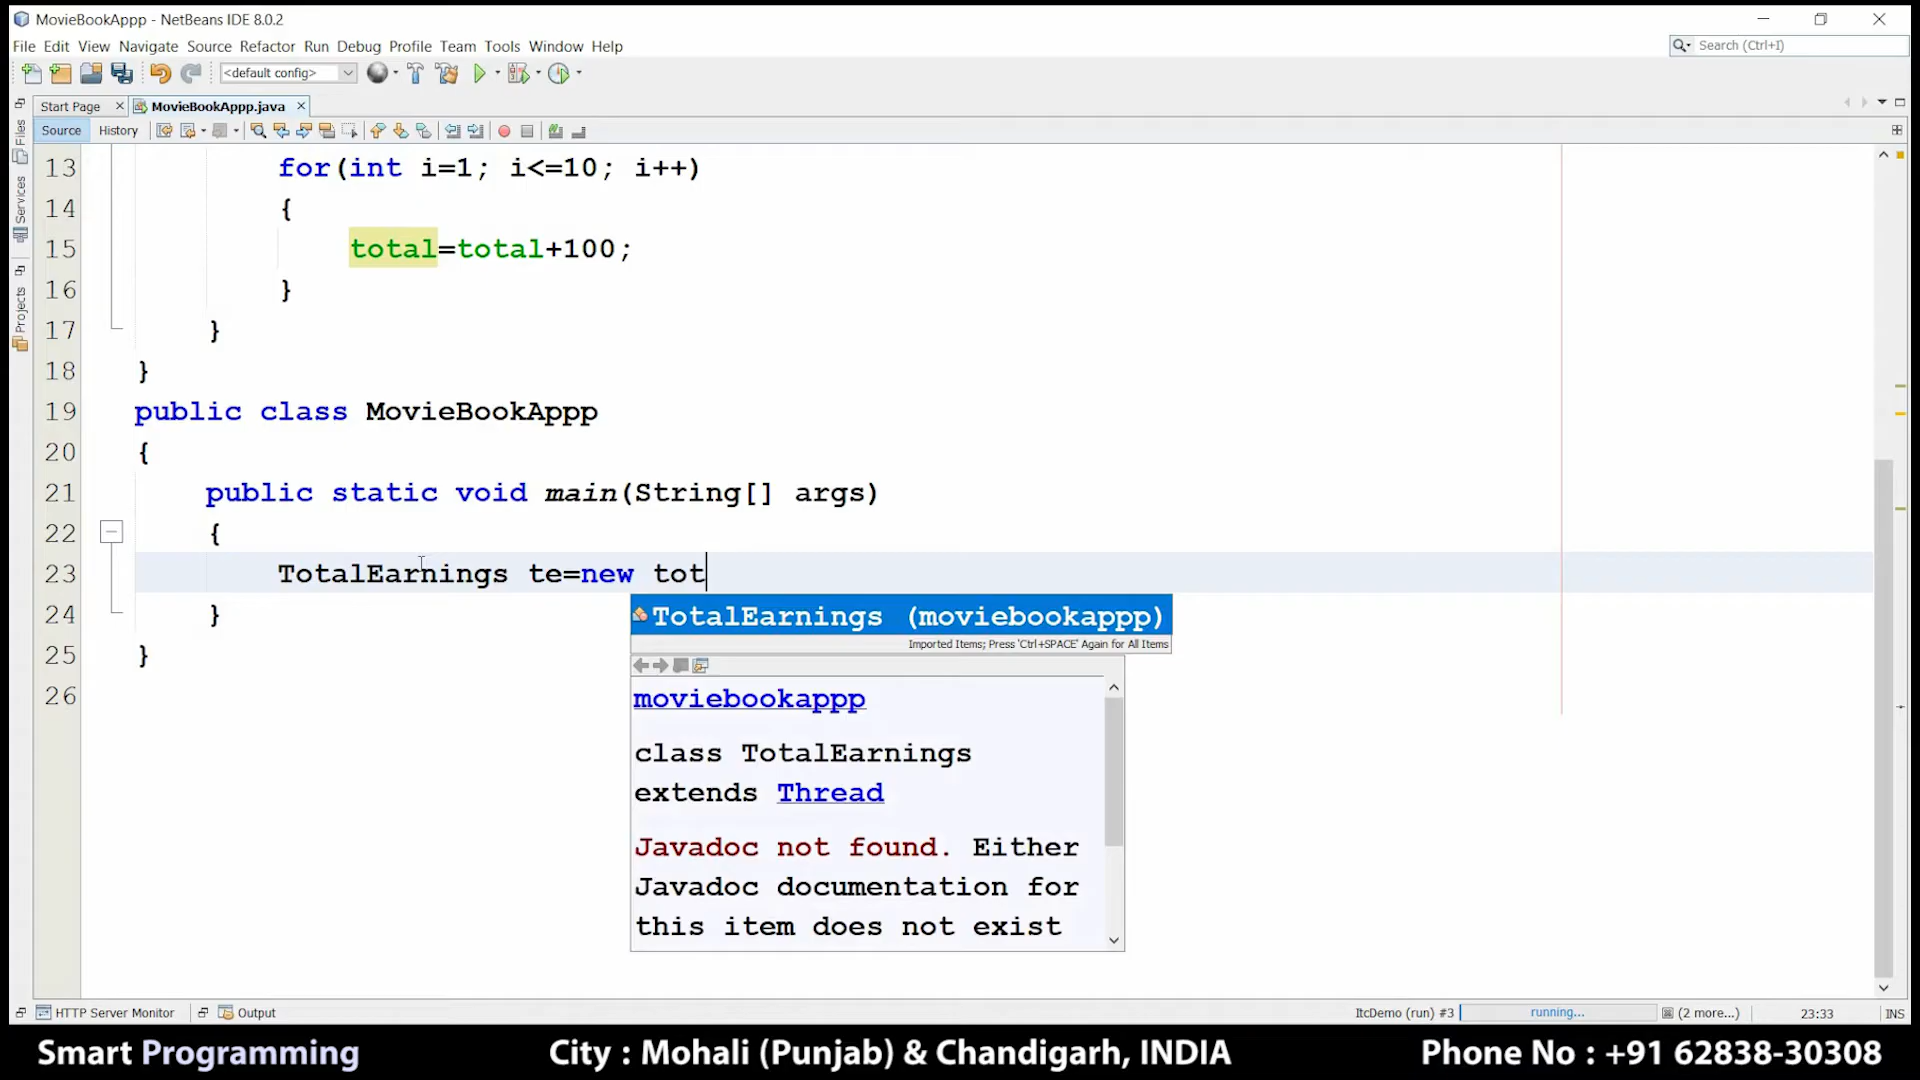 MovieBookAppp - NetBeans IDE 8.0.2
File Edit View Navigate Source Refactor Run Debug Profile Team Tools Window Help
Search (Ctrl+I)
<default config>
Start Page
MovieBookAppp.java
Source History
Files
Services
Projects
13 for(int i=1; i<=10; i++)
14 {
15 total=total+100;
16 }
17 }
18 }
19 public class MovieBookAppp
20 {
21 public static void main(String[] args)
22 {
23 TotalEarnings te=new tot
24 }
25 }
26
TotalEarnings (moviebookappp)
Imported Items; Press 'Ctrl+SPACE' Again for All Items
moviebookappp
class TotalEarnings
extends Thread
Javadoc not found. Either
Javadoc documentation for
this item does not exist
HTTP Server Monitor Output
ItcDemo (run) #3 running... (2 more...) 23:33 INS
Smart Programming City : Mohali (Punjab) & Chandigarh, INDIA Phone No : +91 62838-30308